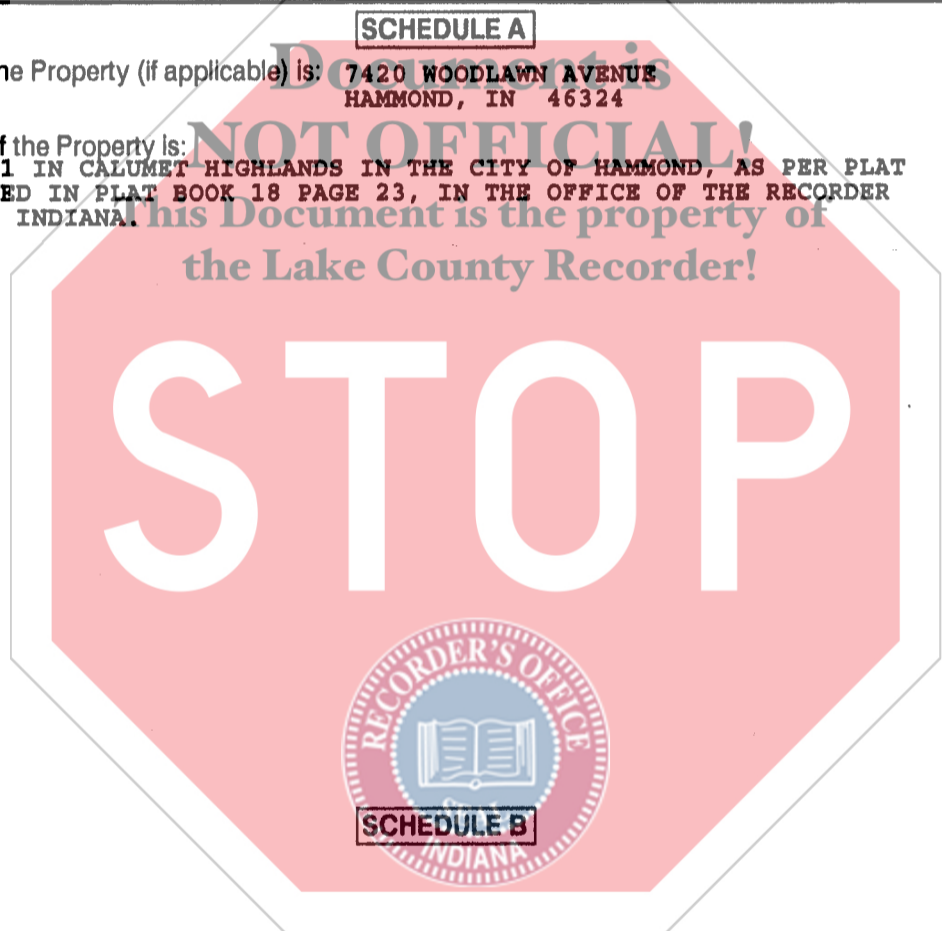 SCHEDULE A
Document is
ne Property (if applicable) is: 7420 WOODLAWN AVENUE
HAMMOND, IN 46324
NOT OFFICIAL!
f the Property is:
1 IN CALUMET HIGHLANDS IN THE CITY OF HAMMOND, AS PER PLAT
ED IN PLAT BOOK 18 PAGE 23, IN THE OFFICE OF THE RECORDER
INDIANA.
This Document is the property of
the Lake County Recorder!
STOP
RECORDER'S OFFICE
SEAL
SCHEDULE B
INDIANA